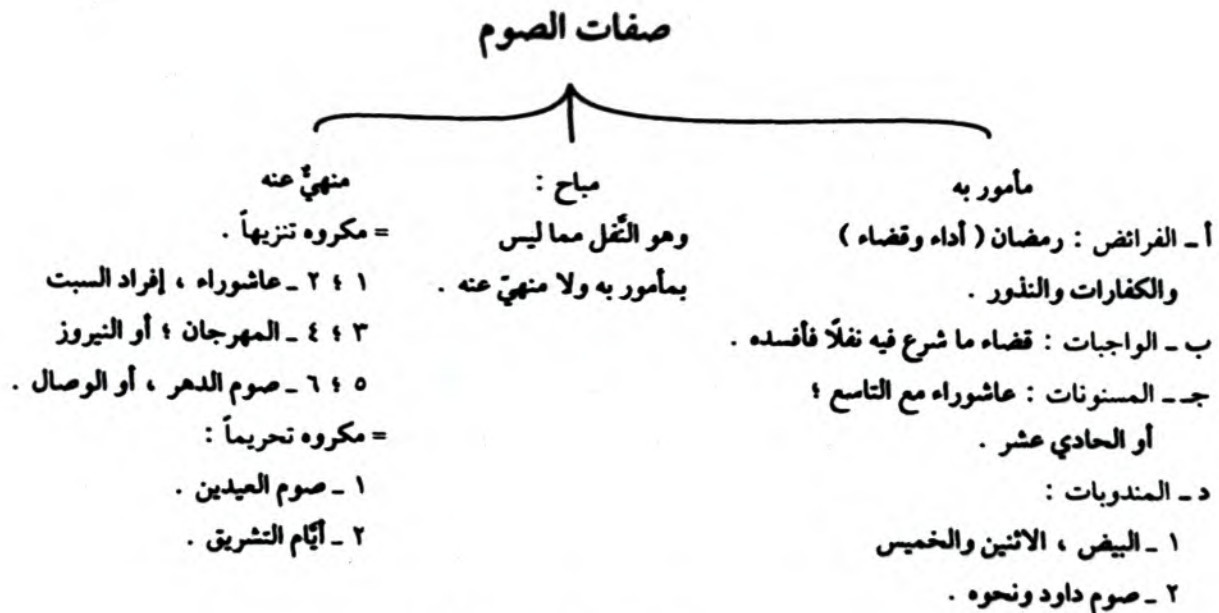 صفات الصوم
مأمور به
أ ـ الفرائض : رمضان ( أداء وقضاء )
والكفارات والنذور .
ب ـ الواجبات : قضاء ما شرع فيه نفلًا فأفسده .
جـ ـ المسنونات : عاشوراء مع التاسع ؛
أو الحادي عشر .
د ـ المندوبات :
١ ـ البيض ، الاثنين والخميس
٢ ـ صوم داود ونحوه .
مباح :
وهو النَّفل مما ليس
بمأمور به ولا منهيّ عنه .
منهيٌّ عنه
= مكروه تنزيهاً .
١ ؛ ٢ ـ عاشوراء ، إفراد السبت
٣ ؛ ٤ ـ المهرجان ؛ أو النيروز
٥ ؛ ٦ ـ صوم الدهر ، أو الوصال .
= مكروه تحريماً :
١ ـ صوم العيدين .
٢ ـ أيَّام التشريق .